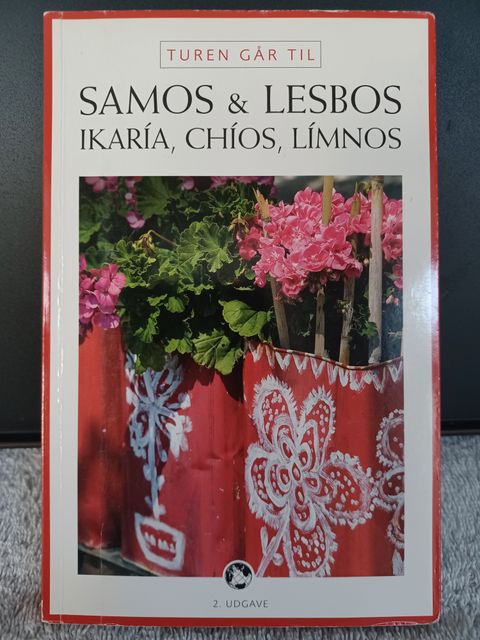 TUREN GÅR TIL
SAMOS & LESBOS
IKARÍA, CHÍOS, LÍMNOS
2. UDGAVE